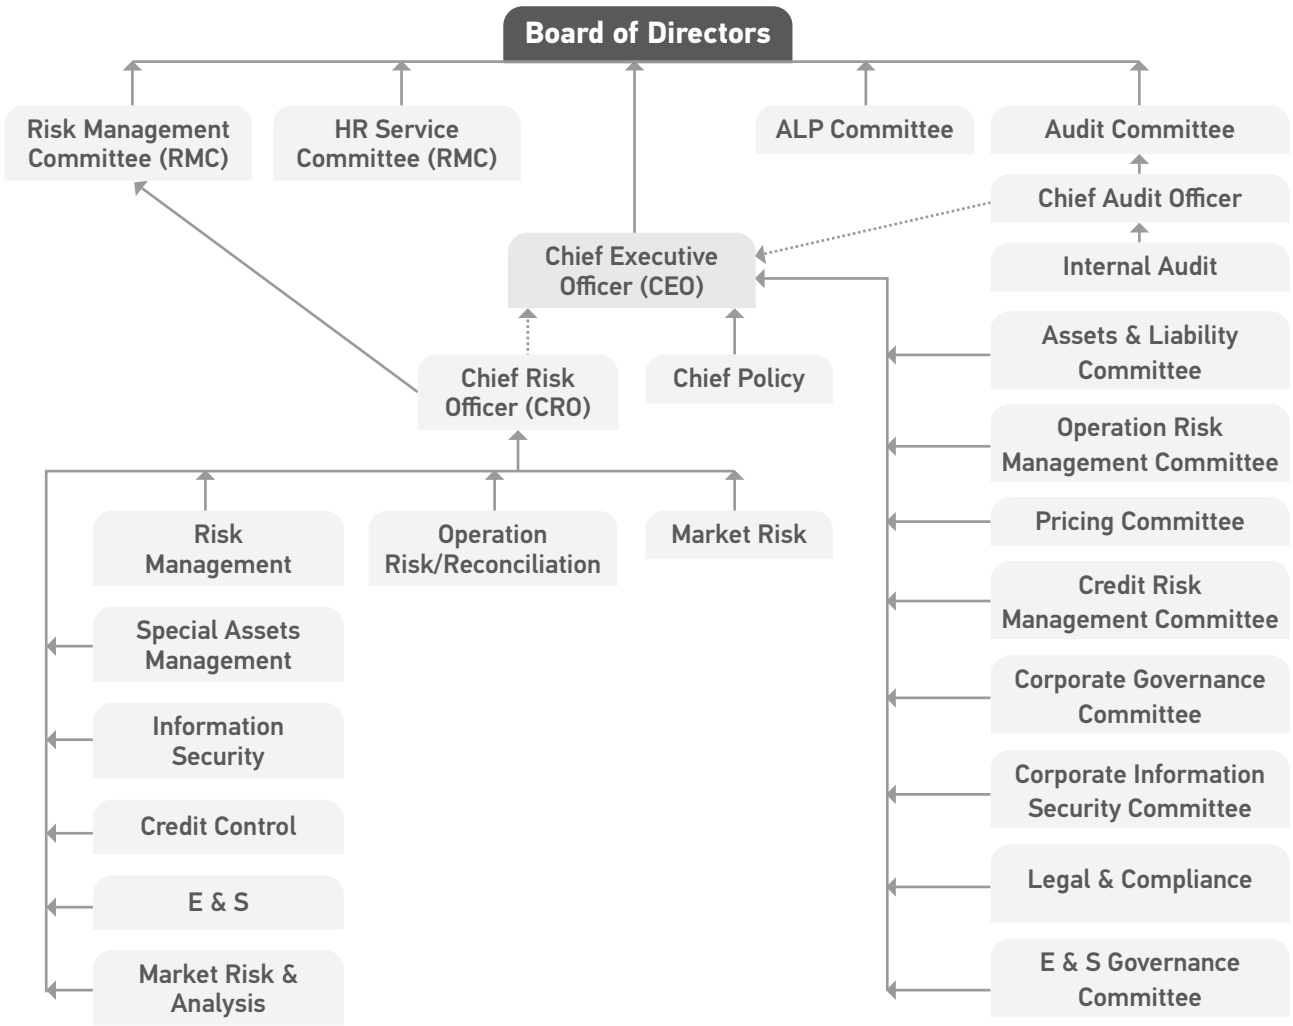 Board of Directors
Risk Management
Committee (RMC)
HR Service
Committee (RMC)
ALP Committee
Audit Committee
Chief Audit Officer
Internal Audit
Chief Executive
Officer (CEO)
Chief Risk
Officer (CRO)
Chief Policy
Risk
Management
Operation
Risk/Reconciliation
Market Risk
Special Assets
Management
Information
Security
Credit Control
E & S
Market Risk &
Analysis
Assets & Liability
Committee
Operation Risk
Management Committee
Pricing Committee
Credit Risk
Management Committee
Corporate Governance
Committee
Corporate Information
Security Committee
Legal & Compliance
E & S Governance
Committee